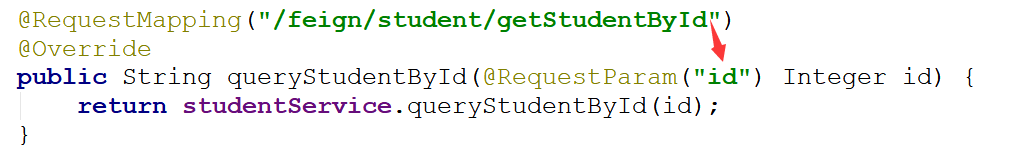 @RequestMapping("/feign/student/getStudentById")
@Override
public String queryStudentById(@RequestParam("id") Integer id) {
    return studentService.queryStudentById(id);
}